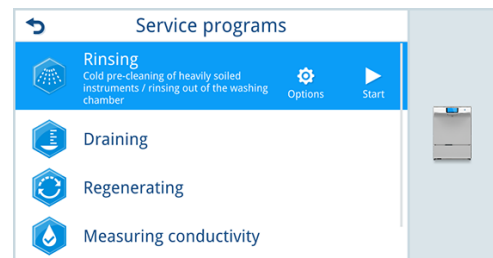 Service programs
Rinsing
Cold pre-cleaning of heavily soiled
instruments / rinsing out of the washing
chamber
Options
Start
Draining
Regenerating
Measuring conductivity